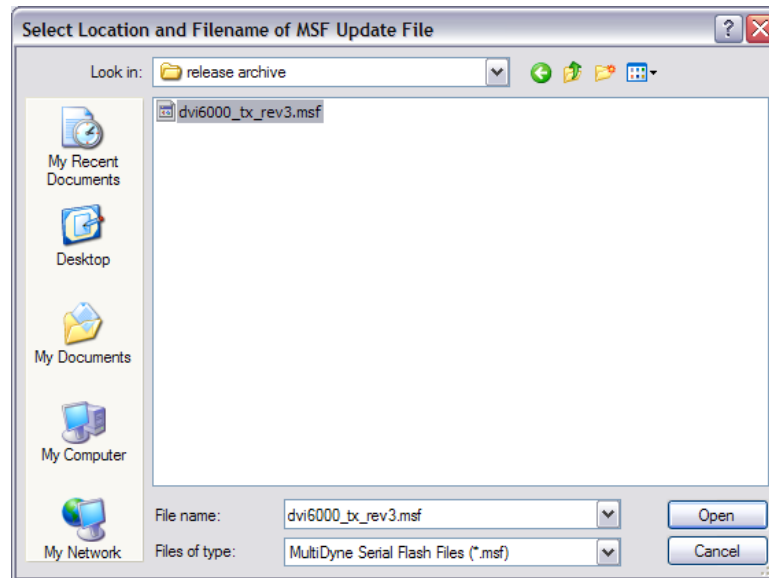 Select Location and Filename of MSF Update File
Look in:
release archive
dvi6000_tx_rev3.msf
My Recent
Documents
Desktop
My Documents
My Computer
My Network
File name:
dvi6000_tx_rev3.msf
Open
Files of type:
MultiDyne Serial Flash Files (*.msf)
Cancel